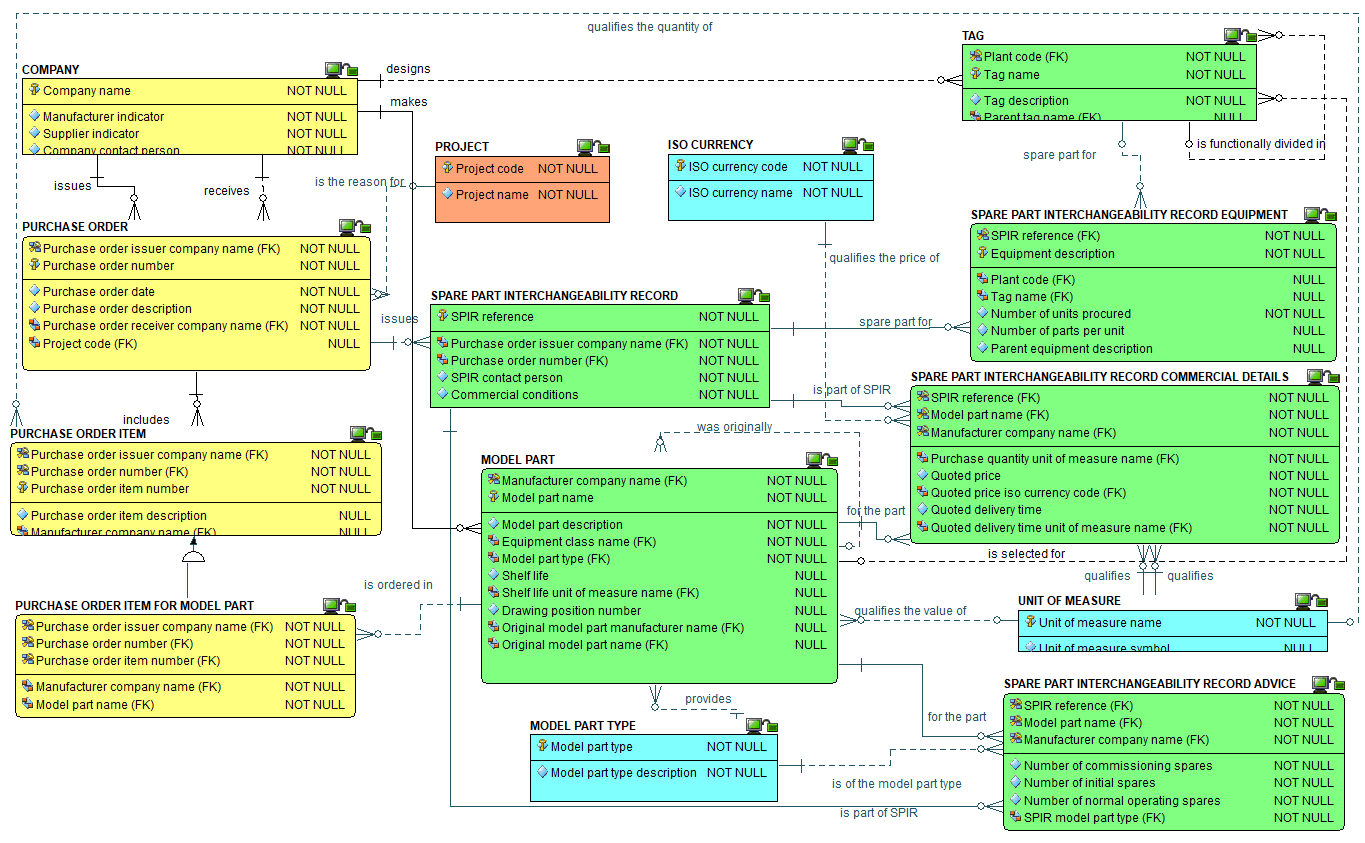 qualifies the quantity of
COMPANY
Company name NOT NULL
Manufacturer indicator NOT NULL
Supplier indicator NOT NULL
Company contact person NOT NULL
designs
makes
issues
receives
TAG
Plant code (FK) NOT NULL
Tag name NOT NULL
Tag description NOT NULL
Parent tag name (FK) NULL
spare part for
is functionally divided in
PROJECT
Project code NOT NULL
Project name NOT NULL
is the reason for
ISO CURRENCY
ISO currency code NOT NULL
ISO currency name NOT NULL
qualifies the price of
PURCHASE ORDER
Purchase order issuer company name (FK) NOT NULL
Purchase order number NOT NULL
Purchase order date NOT NULL
Purchase order description NOT NULL
Purchase order receiver company name (FK) NOT NULL
Project code (FK) NULL
issues
includes
SPARE PART INTERCHANGEABILITY RECORD
SPIR reference NOT NULL
Purchase order issuer company name (FK) NOT NULL
Purchase order number (FK) NOT NULL
SPIR contact person NOT NULL
Commercial conditions NOT NULL
spare part for
is part of SPIR
SPARE PART INTERCHANGEABILITY RECORD EQUIPMENT
SPIR reference (FK) NOT NULL
Equipment description NOT NULL
Plant code (FK) NULL
Tag name (FK) NULL
Number of units procured NOT NULL
Number of parts per unit NULL
Parent equipment description NULL
SPARE PART INTERCHANGEABILITY RECORD COMMERCIAL DETAILS
SPIR reference (FK) NOT NULL
Model part name (FK) NOT NULL
Manufacturer company name (FK) NOT NULL
Purchase quantity unit of measure name (FK) NOT NULL
Quoted price NOT NULL
Quoted price iso currency code (FK) NOT NULL
Quoted delivery time NOT NULL
Quoted delivery time unit of measure name (FK) NOT NULL
PURCHASE ORDER ITEM
Purchase order issuer company name (FK) NOT NULL
Purchase order number (FK) NOT NULL
Purchase order item number NOT NULL
Purchase order item description NULL
Manufacturer company name (FK) NULL
was originally
MODEL PART
Manufacturer company name (FK) NOT NULL
Model part name NOT NULL
Model part description NOT NULL
Equipment class name (FK) NOT NULL
Model part type (FK) NOT NULL
Shelf life NULL
Shelf life unit of measure name (FK) NULL
Drawing position number NULL
Original model part manufacturer name (FK) NULL
Original model part name (FK) NULL
for the part
is selected for
qualifies
qualifies
is ordered in
PURCHASE ORDER ITEM FOR MODEL PART
Purchase order issuer company name (FK) NOT NULL
Purchase order number (FK) NOT NULL
Purchase order item number (FK) NOT NULL
Manufacturer company name (FK) NOT NULL
Model part name (FK) NOT NULL
qualifies the value of
UNIT OF MEASURE
Unit of measure name NOT NULL
Unit of measure symbol NULL
provides
for the part
MODEL PART TYPE
Model part type NOT NULL
Model part type description NOT NULL
is of the model part type
is part of SPIR
SPARE PART INTERCHANGEABILITY RECORD ADVICE
SPIR reference (FK) NOT NULL
Model part name (FK) NOT NULL
Manufacturer company name (FK) NOT NULL
Number of commissioning spares NOT NULL
Number of initial spares NOT NULL
Number of normal operating spares NOT NULL
SPIR model part type (FK) NOT NULL